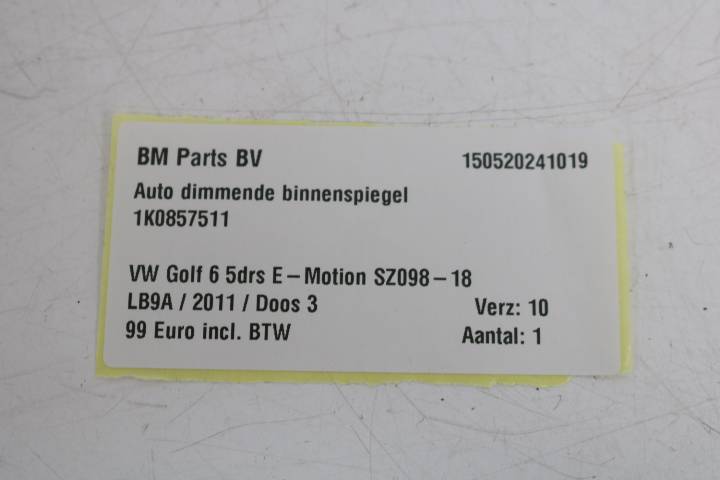 BM Parts BV 150520241019
Auto dimmende binnenspiegel
1K0857511
VW Golf 6 5drs E-Motion SZ098-18
LB9A / 2011 / Doos 3 Verz: 10
99 Euro incl. BTW Aantal: 1